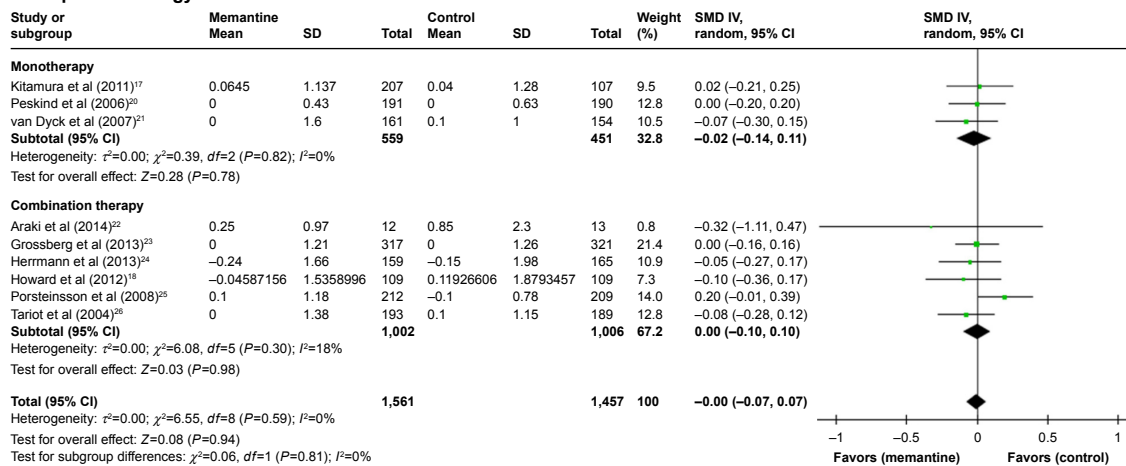 Study or Memantine Control Weight SMD IV, SMD IV,
subgroup Mean SD Total Mean SD Total (%) random, 95% CI random, 95% CI
Monotherapy
Kitamura et al (2011)¹⁷ 0.0645 1.137 207 0.04 1.28 107 9.5 0.02 (–0.21, 0.25)
Peskind et al (2006)²⁰ 0 0.43 191 0 0.63 190 12.8 0.00 (–0.20, 0.20)
van Dyck et al (2007)²¹ 0 1.6 161 0.1 1 154 10.5 –0.07 (–0.30, 0.15)
Subtotal (95% CI) 559 451 32.8 –0.02 (–0.14, 0.11)
Heterogeneity: τ²=0.00; χ²=0.39, df=2 (P=0.82); I²=0%
Test for overall effect: Z=0.28 (P=0.78)
Combination therapy
Araki et al (2014)²² 0.25 0.97 12 0.85 2.3 13 0.8 –0.32 (–1.11, 0.47)
Grossberg et al (2013)²³ 0 1.21 317 0 1.26 321 21.4 0.00 (–0.16, 0.16)
Herrmann et al (2013)²⁴ –0.24 1.66 159 –0.15 1.98 165 10.9 –0.05 (–0.27, 0.17)
Howard et al (2012)¹⁸ –0.04587156 1.5358996 109 0.11926606 1.8793457 109 7.3 –0.10 (–0.36, 0.17)
Porsteinsson et al (2008)²⁵ 0.1 1.18 212 –0.1 0.78 209 14.0 0.20 (–0.01, 0.39)
Tariot et al (2004)²⁶ 0 1.38 193 0.1 1.15 189 12.8 –0.08 (–0.28, 0.12)
Subtotal (95% CI) 1,002 1,006 67.2 0.00 (–0.10, 0.10)
Heterogeneity: τ²=0.00; χ²=6.08, df=5 (P=0.30); I²=18%
Test for overall effect: Z=0.03 (P=0.98)
Total (95% CI) 1,561 1,457 100 –0.00 (–0.07, 0.07)
Heterogeneity: τ²=0.00; χ²=6.55, df=8 (P=0.59); I²=0%
Test for overall effect: Z=0.08 (P=0.94)
Test for subgroup differences: χ²=0.06, df=1 (P=0.81); I²=0%
–1 –0.5 0 0.5 1
Favors (memantine) Favors (control)